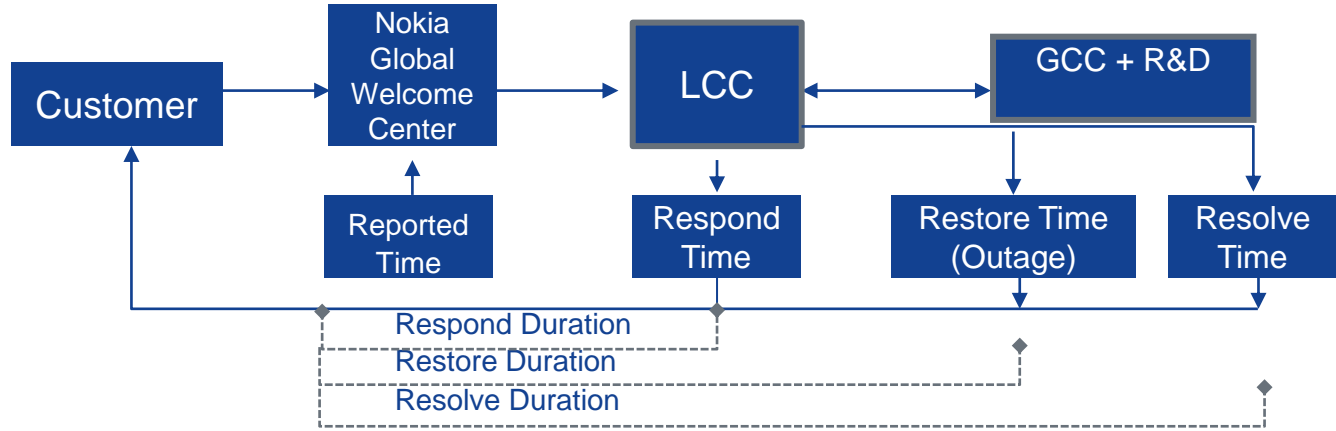 Customer
Nokia
Global
Welcome
Center
LCC
GCC + R&D
Reported
Time
Respond
Time
Restore Time
(Outage)
Resolve
Time
Respond Duration
Restore Duration
Resolve Duration